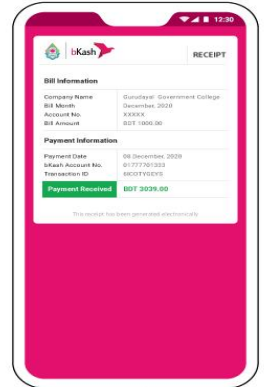 12:30
bKash
RECEIPT
Bill Information
Company Name Gurudayal Government College
Bill Month December, 2020
Account No. XXXXX
Bill Amount BDT 1000.00
Payment Information
Payment Date 08 December, 2020
bKash Account No. 01777701333
Transaction ID
Payment Received BDT 3039.00
This receipt has been generated electronically